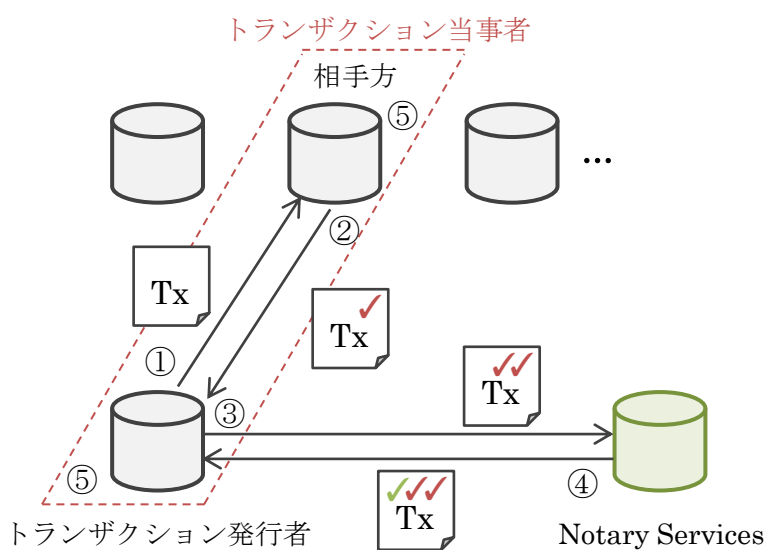 トランザクション当事者
相手方
⑤
...
②
Tx
Tx
①
Tx
③
⑤
④
Tx
トランザクション発行者
Notary Services